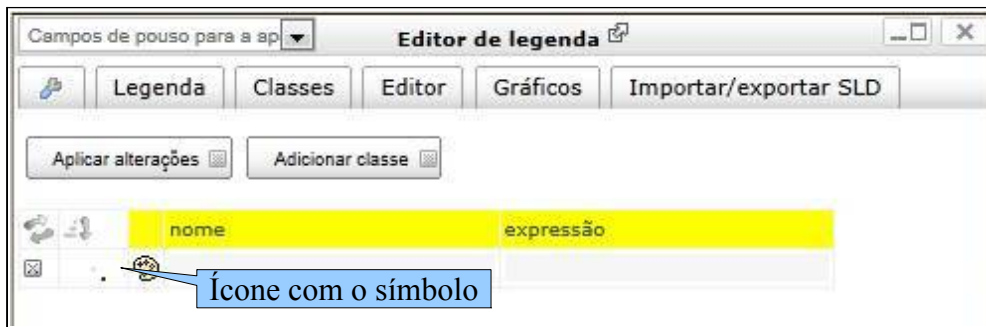 Campos de pouso para a ap
Editor de legenda
Legenda Classes Editor Gráficos Importar/exportar SLD
Aplicar alterações Adicionar classe
nome expressão
Ícone com o símbolo